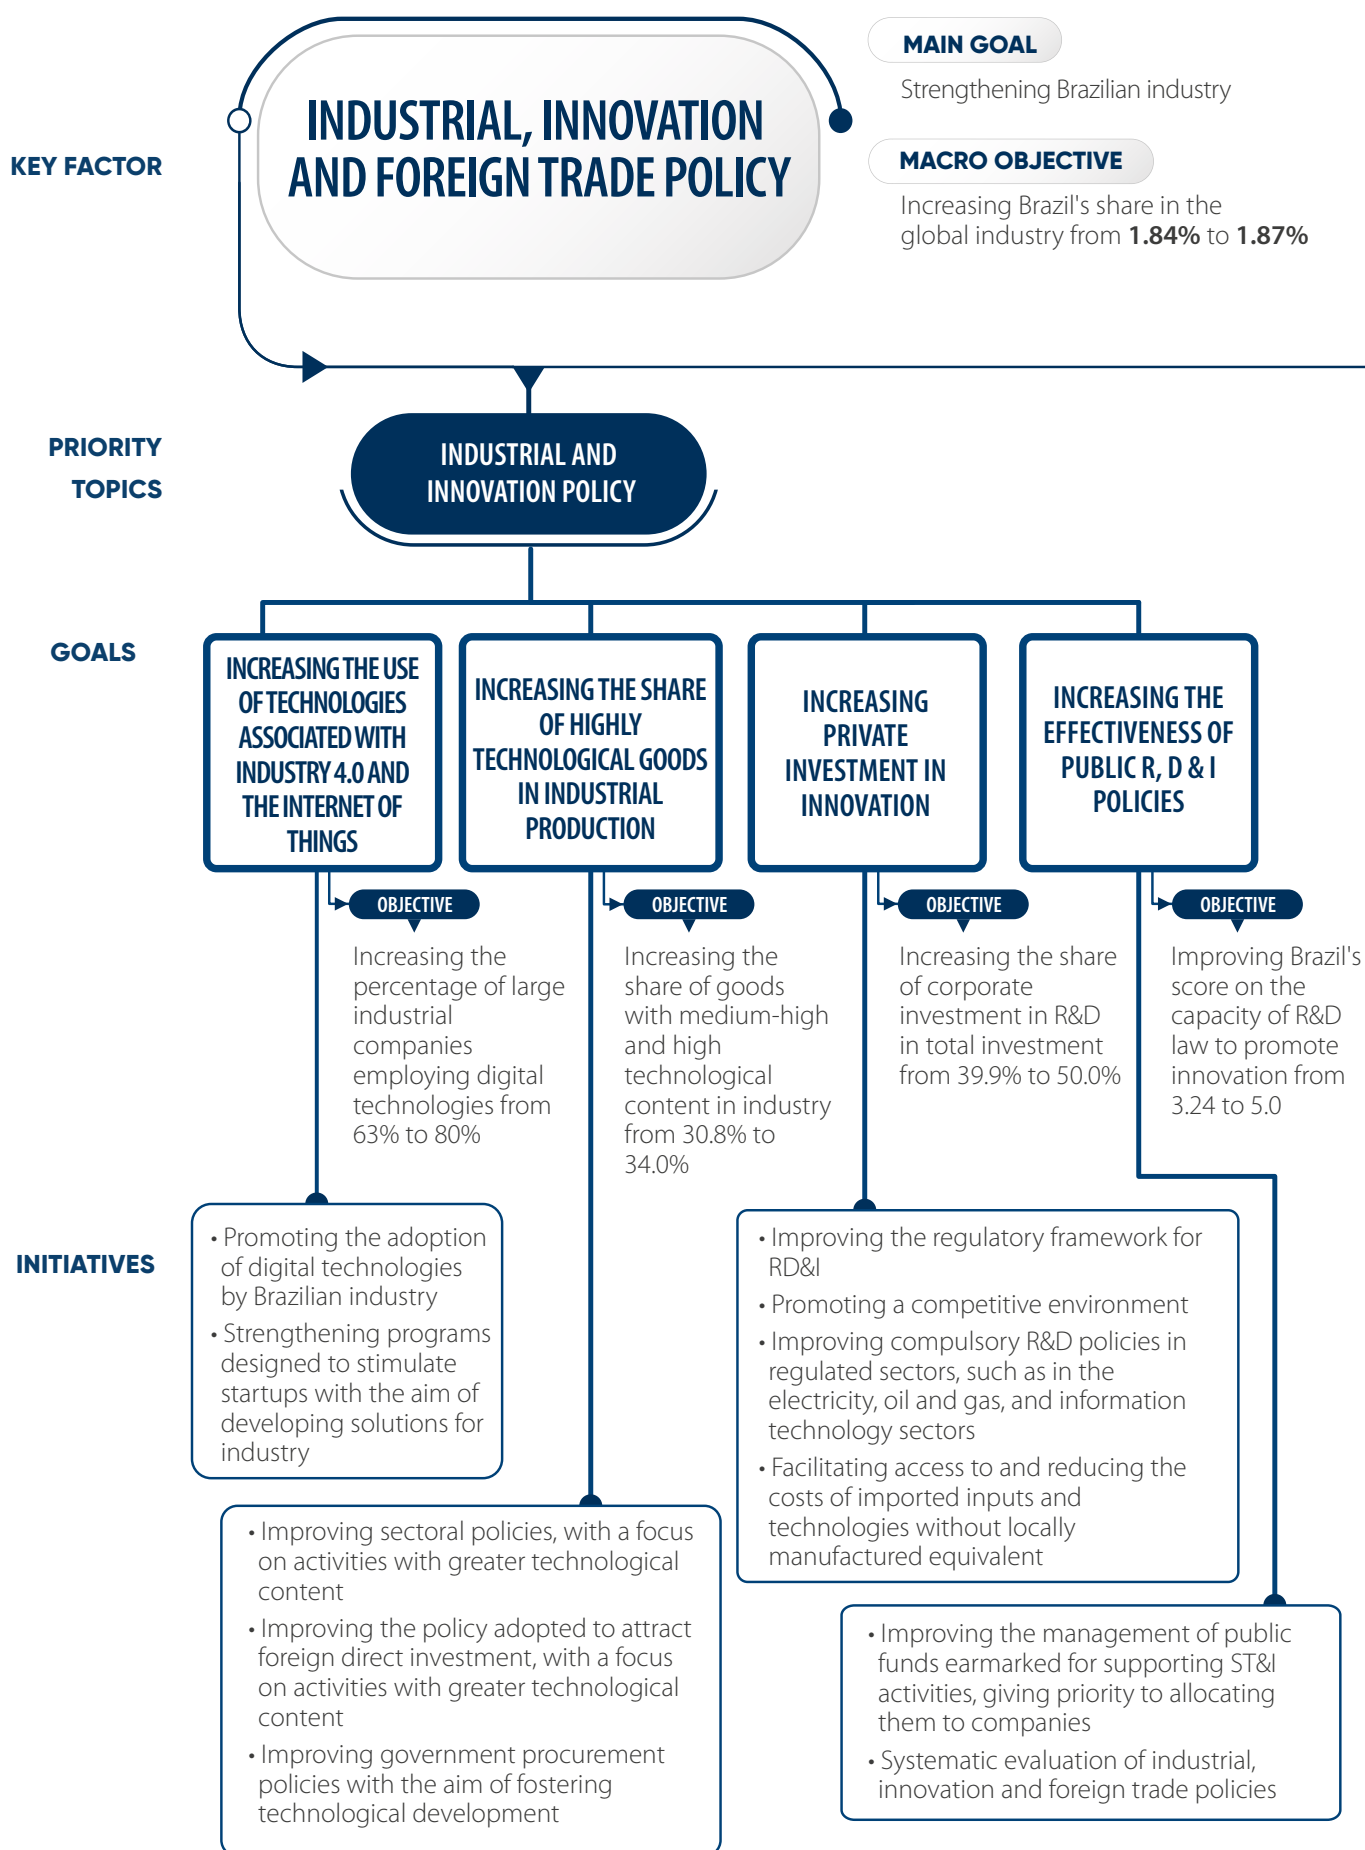 KEY FACTOR
INDUSTRIAL, INNOVATION
AND FOREIGN TRADE POLICY
MAIN GOAL
Strengthening Brazilian industry
MACRO OBJECTIVE
Increasing Brazil's share in the
global industry from 1.84% to 1.87%
PRIORITY
TOPICS
INDUSTRIAL AND
INNOVATION POLICY
GOALS
INCREASING THE USE
OF TECHNOLOGIES
ASSOCIATED WITH
INDUSTRY 4.0 AND
THE INTERNET OF
THINGS
OBJECTIVE
Increasing the
percentage of large
industrial
companies
employing digital
technologies from
63% to 80%
INCREASING THE SHARE
OF HIGHLY
TECHNOLOGICAL GOODS
IN INDUSTRIAL
PRODUCTION
OBJECTIVE
Increasing the
share of goods
with medium-high
and high
technological
content in industry
from 30.8% to
34.0%
INCREASING
PRIVATE
INVESTMENT IN
INNOVATION
OBJECTIVE
Increasing the share
of corporate
investment in R&D
in total investment
from 39.9% to 50.0%
INCREASING THE
EFFECTIVENESS OF
PUBLIC R, D & I
POLICIES
OBJECTIVE
Improving Brazil's
score on the
capacity of R&D
law to promote
innovation from
3.24 to 5.0
INITIATIVES
• Promoting the adoption
of digital technologies
by Brazilian industry
• Strengthening programs
designed to stimulate
startups with the aim of
developing solutions for
industry
• Improving sectoral policies, with a focus
on activities with greater technological
content
• Improving the policy adopted to attract
foreign direct investment, with a focus
on activities with greater technological
content
• Improving government procurement
policies with the aim of fostering
technological development
• Improving the regulatory framework for
RD&I
• Promoting a competitive environment
• Improving compulsory R&D policies in
regulated sectors, such as in the
electricity, oil and gas, and information
technology sectors
• Facilitating access to and reducing the
costs of imported inputs and
technologies without locally
manufactured equivalent
• Improving the management of public
funds earmarked for supporting ST&I
activities, giving priority to allocating
them to companies
• Systematic evaluation of industrial,
innovation and foreign trade policies